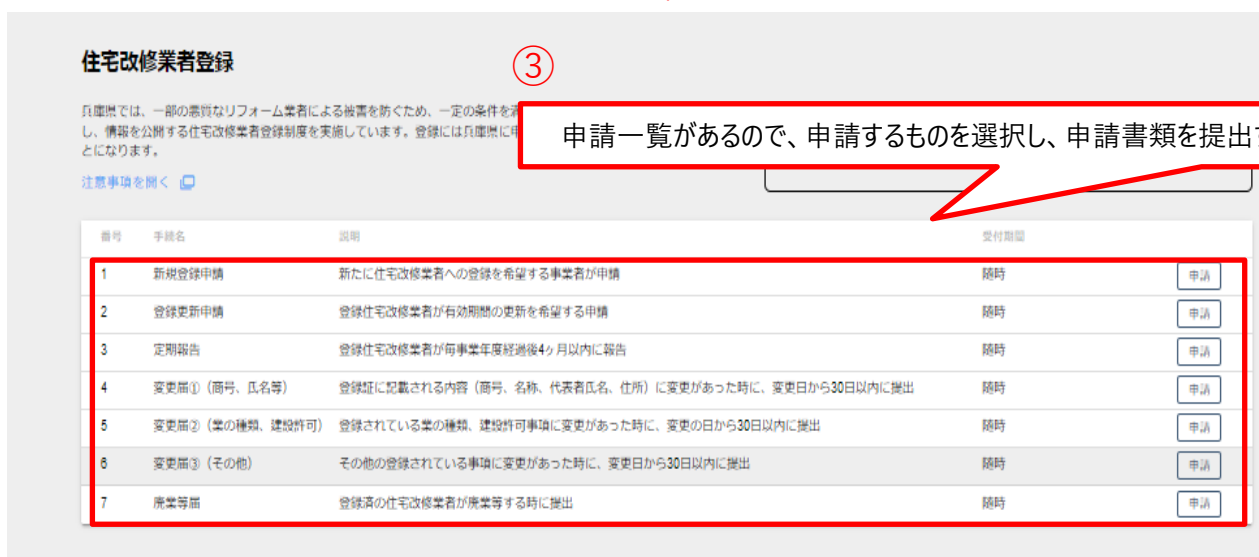 住宅改修業者登録
③
兵庫県では、一部の悪質なリフォーム業者による被害を防ぐため、一定の条件を満
し、情報を公開する住宅改修業者登録制度を実施しています。登録には兵庫県に申
とになります。
申請一覧があるので、申請するものを選択し、申請書類を提出す
注意事項を開く
番号 手続名 説明 受付期間
1 新規登録申請 新たに住宅改修業者への登録を希望する事業者が申請 随時 申請
2 登録更新申請 登録住宅改修業者が有効期間の更新を希望する申請 随時 申請
3 定期報告 登録住宅改修業者が毎事業年度経過後4ヶ月以内に報告 随時 申請
4 変更届①（商号、氏名等） 登録証に記載される内容（商号、名称、代表者氏名、住所）に変更があった時に、変更日から30日以内に提出 随時 申請
5 変更届②（業の種類、建設許可） 登録されている業の種類、建設許可事項に変更があった時に、変更の日から30日以内に提出 随時 申請
6 変更届③（その他） その他の登録されている事項に変更があった時に、変更日から30日以内に提出 随時 申請
7 廃業等届 登録済の住宅改修業者が廃業等する時に提出 随時 申請